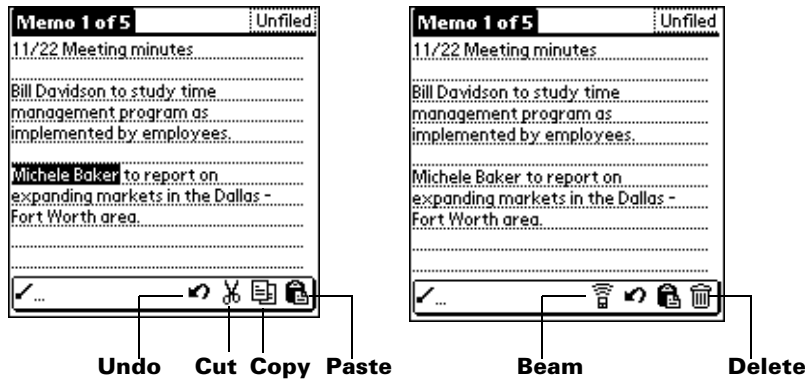 Memo 1 of 5 Unfiled
11/22 Meeting minutes
Bill Davidson to study time
management program as
implemented by employees.
Michele Baker to report on
expanding markets in the Dallas -
Fort Worth area.
...
Undo Cut Copy Paste
Memo 1 of 5 Unfiled
11/22 Meeting minutes
Bill Davidson to study time
management program as
implemented by employees.
Michele Baker to report on
expanding markets in the Dallas -
Fort Worth area.
...
Beam Delete